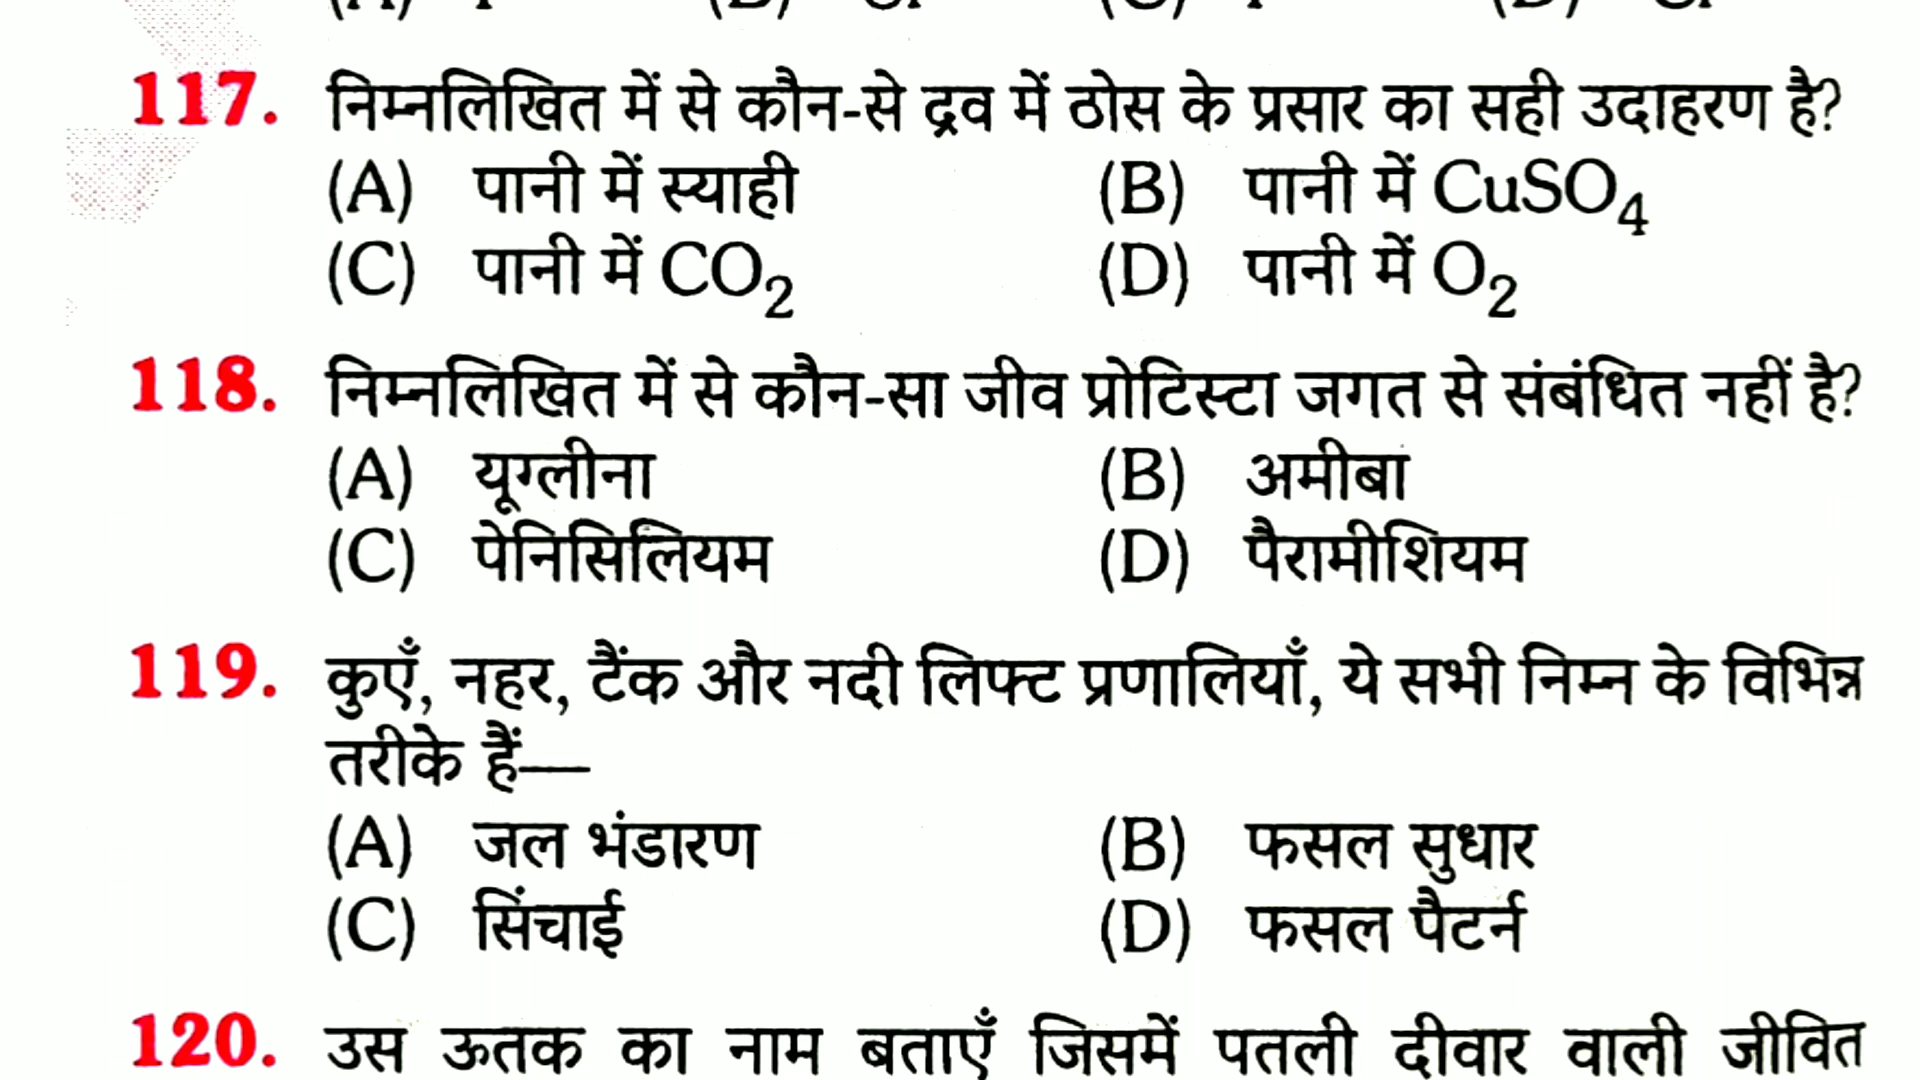 117. निम्नलिखित में से कौन-से द्रव में ठोस के प्रसार का सही उदाहरण है?
(A) पानी में स्याही (B) पानी में CuSO₄
(C) पानी में CO₂ (D) पानी में O₂
118. निम्नलिखित में से कौन-सा जीव प्रोटिस्टा जगत से संबंधित नहीं है?
(A) यूग्लीना (B) अमीबा
(C) पेनिसिलियम (D) पैरामीशियम
119. कुएँ, नहर, टैंक और नदी लिफ्ट प्रणालियाँ, ये सभी निम्न के विभिन्न
तरीके हैं—
(A) जल भंडारण (B) फसल सुधार
(C) सिंचाई (D) फसल पैटर्न
120. उस ऊतक का नाम बताएँ जिसमें पतली दीवार वाली जीवित